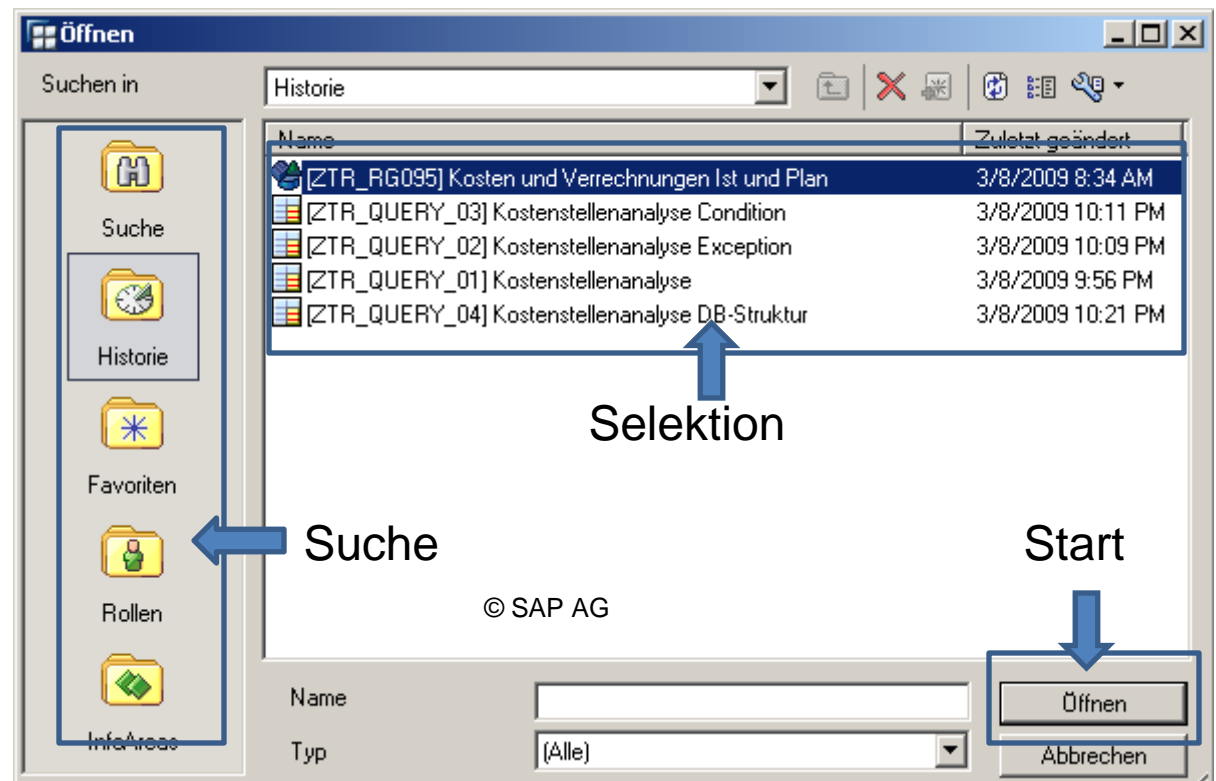 Öffnen
Suchen in
Historie
Name Zuletzt geändert
[ZTR_RG095] Kosten und Verrechnungen Ist und Plan 3/8/2009 8:34 AM
[ZTR_QUERY_03] Kostenstellenanalyse Condition 3/8/2009 10:11 PM
[ZTR_QUERY_02] Kostenstellenanalyse Exception 3/8/2009 10:09 PM
[ZTR_QUERY_01] Kostenstellenanalyse 3/8/2009 9:56 PM
[ZTR_QUERY_04] Kostenstellenanalyse DB-Struktur 3/8/2009 10:21 PM
Suche
Historie
Favoriten
Rollen
InfoAreas
Selektion
Suche
Start
© SAP AG
Name
Öffnen
Typ (Alle)
Abbrechen